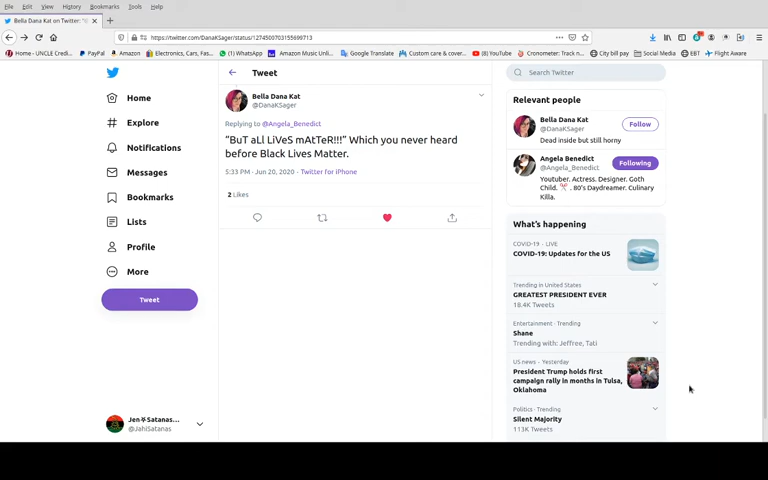 File Edit View History Bookmarks Tools Help
Bella Dana Kat on Twitter: "
https://twitter.com/DanaKSager/status/1274500703155699713
Home - UNCLE Credi... PayPal Amazon Electronics, Cars, Fas... (1) WhatsApp Amazon Music Unli... Google Translate Custom care & cover... (8) YouTube Cronometer: Track n... City bill pay Social Media EBT Flight Aware
Home
Explore
Notifications
Messages
Bookmarks
Lists
Profile
More
Tweet
Jen⛧Satanas...
@JahiSatanas
Tweet
Bella Dana Kat
@DanaKSager
Replying to @Angela_Benedict
“BuT aLl LiVeS mAtTeR!!!” Which you never heard
before Black Lives Matter.
5:33 PM · Jun 20, 2020 · Twitter for iPhone
2 Likes
Search Twitter
Relevant people
Bella Dana Kat
@DanaKSager
Follow
Dead inside but still horny
Angela Benedict
@Angela_Benedict
Following
Youtuber. Actress. Designer. Goth
Child. ✂️ . 80's Daydreamer. Culinary
Killa.
What's happening
COVID-19 · LIVE
COVID-19: Updates for the US
Trending in United States
GREATEST PRESIDENT EVER
18.4K Tweets
Entertainment · Trending
Shane
Trending with: Jeffree, Tati
US news · Yesterday
President Trump holds first
campaign rally in months in Tulsa,
Oklahoma
Politics · Trending
Silent Majority
113K Tweets